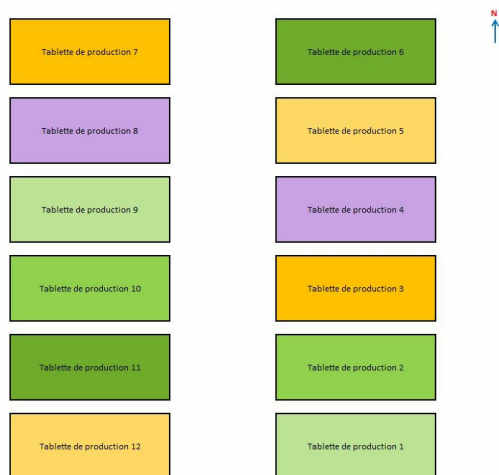 N
Tablette de production 7
Tablette de production 6
Tablette de production 8
Tablette de production 5
Tablette de production 9
Tablette de production 4
Tablette de production 10
Tablette de production 3
Tablette de production 11
Tablette de production 2
Tablette de production 12
Tablette de production 1